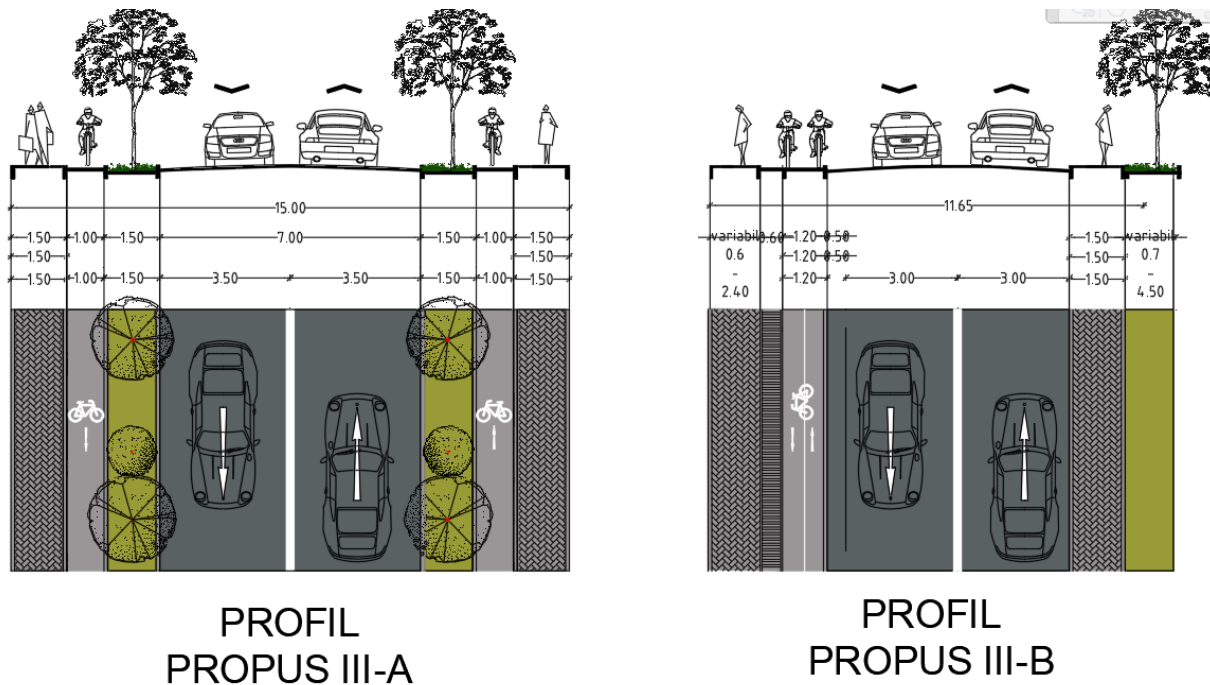 15.00
1.50 1.00 1.50 7.00 1.50 1.00 1.50
1.50 1.50
1.50 1.00 1.50 3.50 3.50 1.50 1.00 1.50
PROFIL
PROPUS III-A
11.65
variabil 0.60 1.20 0.50 1.50 variabil
0.6 1.20 0.50 1.50 0.7
- 1.20 3.00 3.00 1.50 -
2.40 4.50
PROFIL
PROPUS III-B